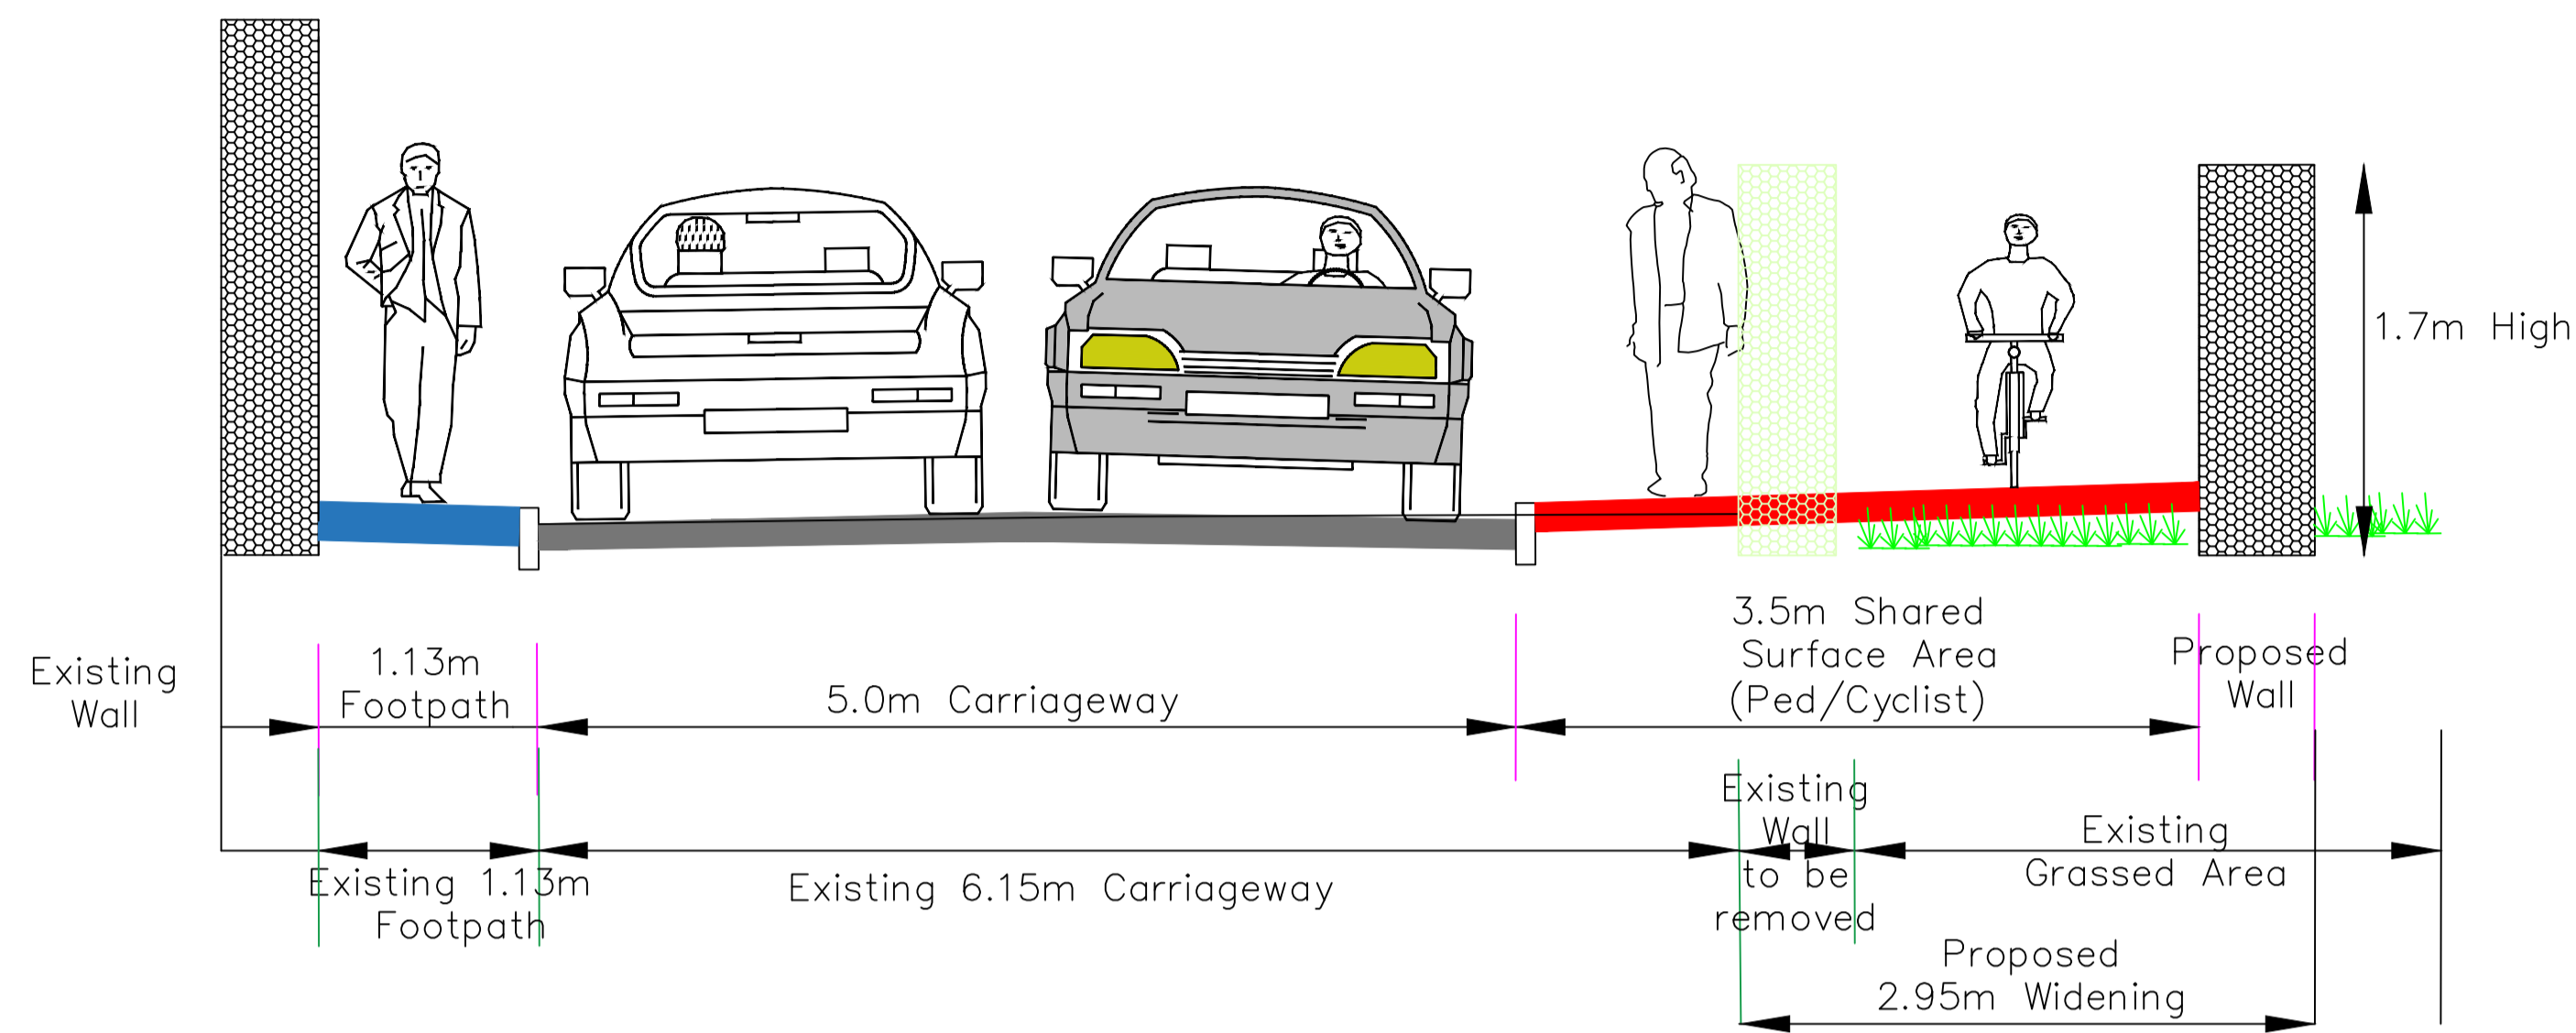 1.7m High
Existing
Wall
1.13m
Footpath
5.0m Carriageway
3.5m Shared
Surface Area
(Ped/Cyclist)
Proposed
Wall
Existing 1.13m
Footpath
Existing 6.15m Carriageway
Existing
Wall
to be
removed
Existing
Grassed Area
Proposed
2.95m Widening